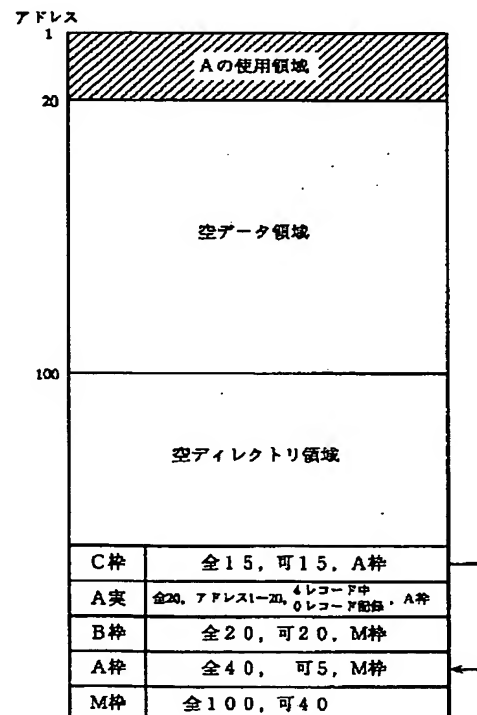 アドレス
1
Aの使用領域
20
空データ領域
100
空ディレクトリ領域
C枠 全15, 可15, A枠
A実 全20, アドレス1-20, 4レコード中 0レコード記録, A枠
B枠 全20, 可20, M枠
A枠 全40, 可5, M枠
M枠 全100, 可40